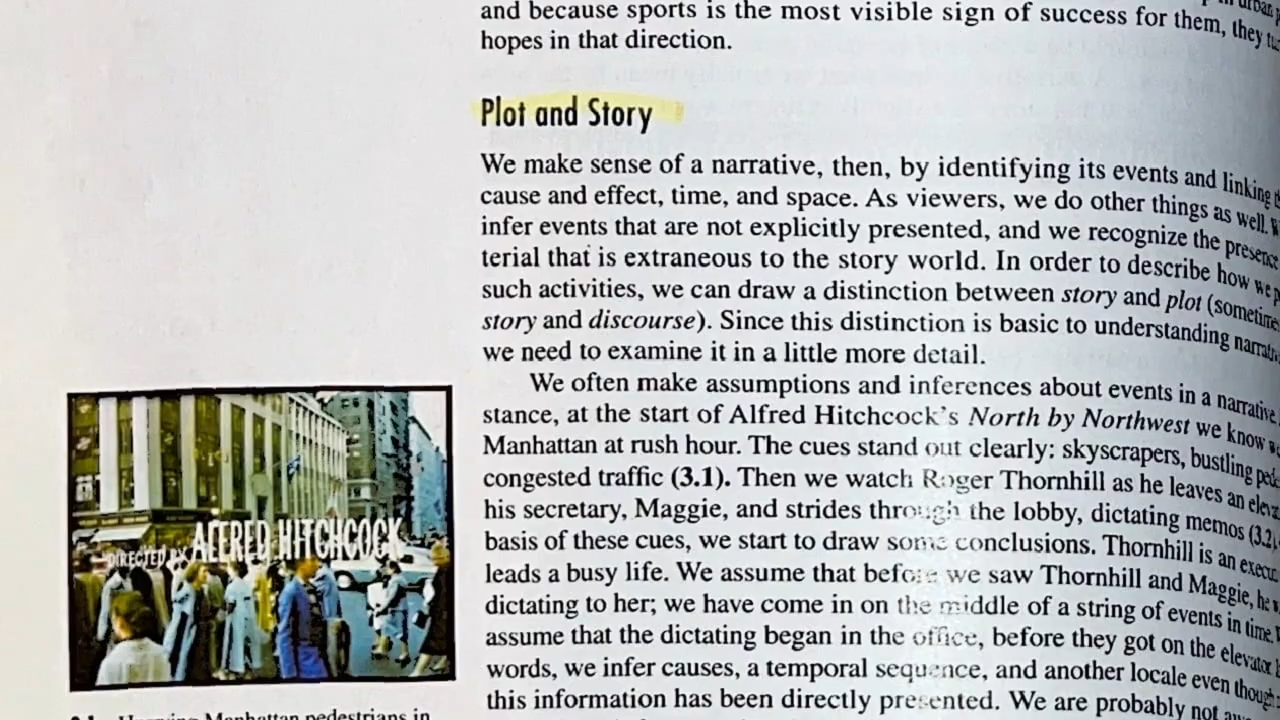 and because sports is the most visible sign of success for them, they
hopes in that direction.
Plot and Story
We make sense of a narrative, then, by identifying its events and linking
cause and effect, time, and space. As viewers, we do other things as well.
infer events that are not explicitly presented, and we recognize the
terial that is extraneous to the story world. In order to describe how we
such activities, we can draw a distinction between story and plot
story and discourse). Since this distinction is basic to understanding
we need to examine it in a little more detail.
We often make assumptions and inferences about events in a narrative.
stance, at the start of Alfred Hitchcock's North by Northwest we know
Manhattan at rush hour. The cues stand out clearly: skyscrapers, bustling
congested traffic (3.1). Then we watch Roger Thornhill as he leaves an
his secretary, Maggie, and strides through the lobby, dictating memos (3.2).
basis of these cues, we start to draw some conclusions. Thornhill is an
leads a busy life. We assume that before we saw Thornhill and Maggie, he
dictating to her; we have come in on the middle of a string of events in time.
assume that the dictating began in the office, before they got on the elevator.
words, we infer causes, a temporal sequence, and another locale even though
this information has been directly presented. We are probably not
DIRECTED BY ALFRED HITCHCOCK
Manhattan pedestrians in